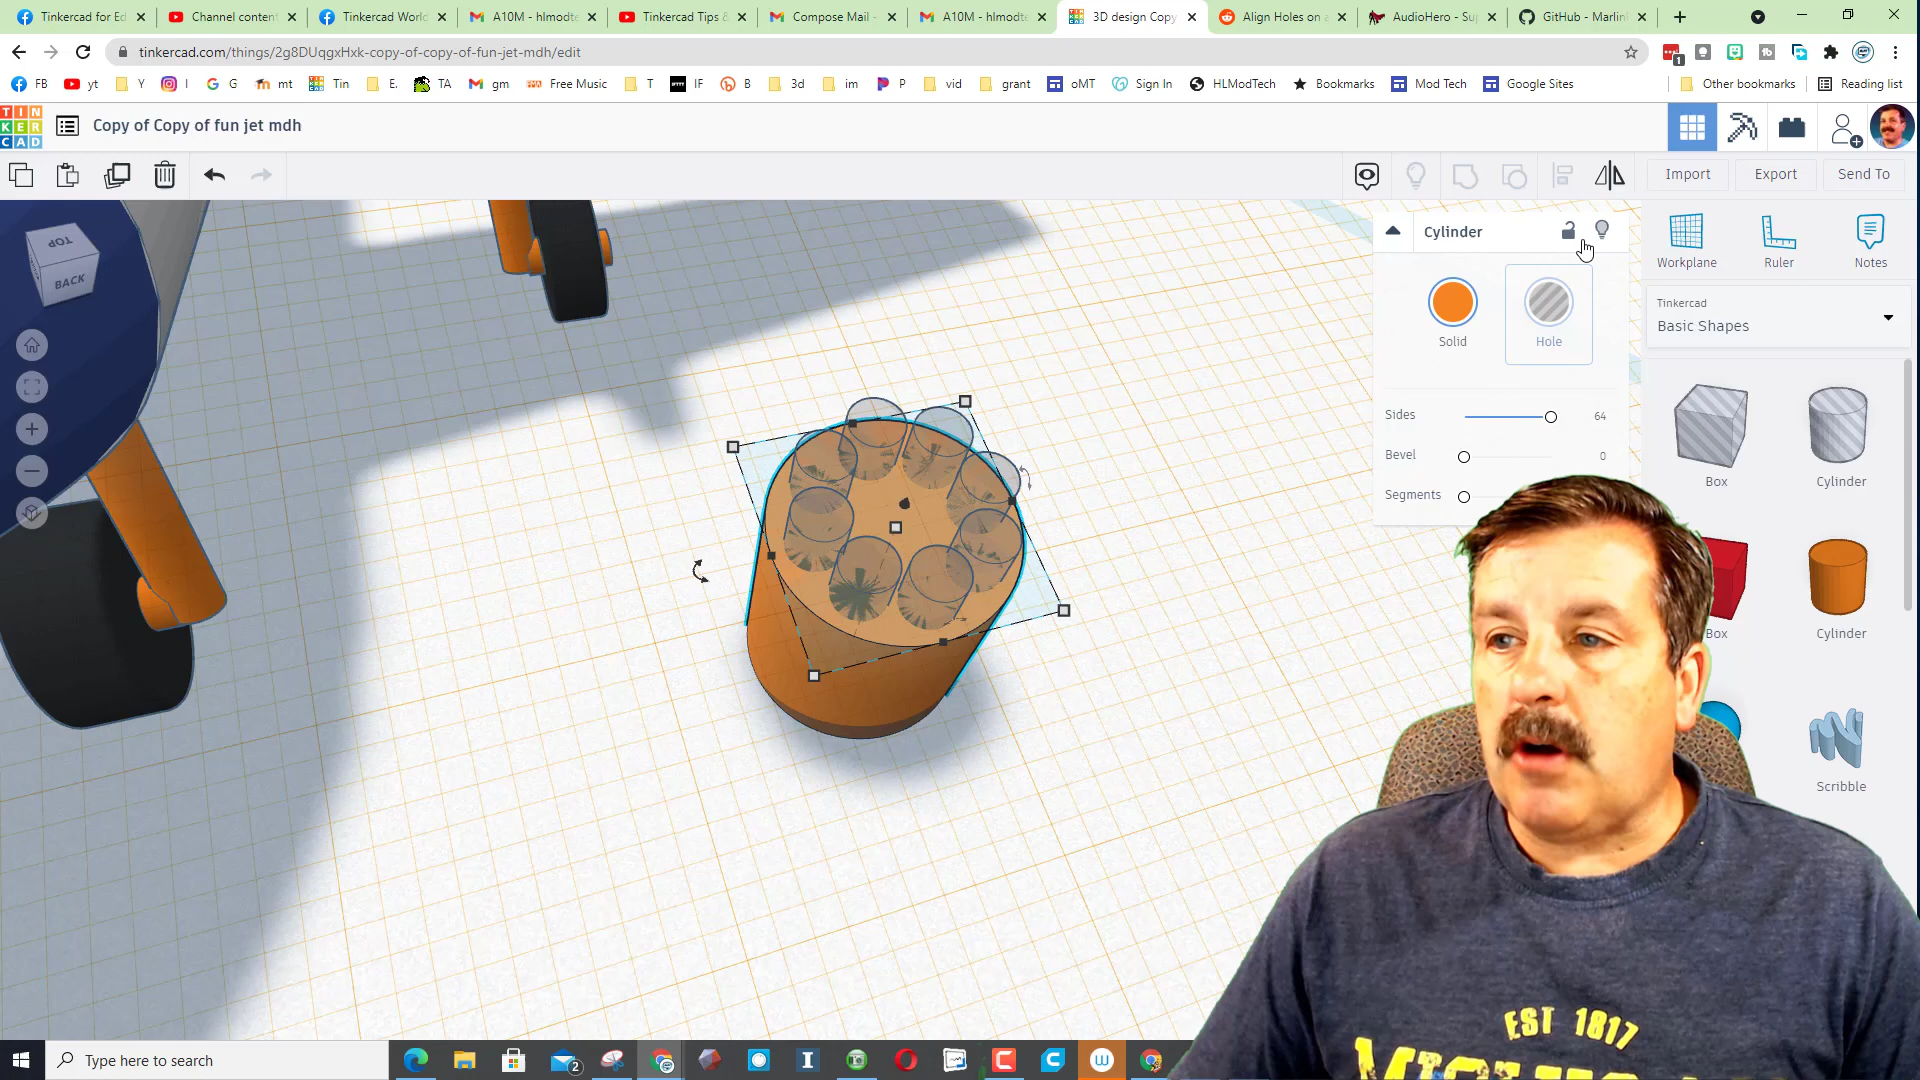 Tinkercad for Ed
Channel content
Tinkercad World
A10M - hlmodte
Tinkercad Tips &
Compose Mail -
A10M - hlmodte
3D design Copy
Align Holes on a
AudioHero - Su
GitHub - Marlin
tinkercad.com/things/2g8DUqgxHxk-copy-of-copy-of-fun-jet-mdh/edit
FB
yt
Y
I
G
mt
Tin
E.
TA
gm
Free Music
T
IF
B
3d
im
P
vid
grant
oMT
Sign In
HLModTech
Bookmarks
Mod Tech
Google Sites
Other bookmarks
Reading list
TIN
KER
CAD
Copy of Copy of fun jet mdh
Import
Export
Send To
TOP
BACK
Cylinder
Solid
Hole
Sides
64
Bevel
0
Segments
Workplane
Ruler
Notes
Tinkercad
Basic Shapes
Box
Cylinder
Box
Cylinder
Scribble
EST 1817
Type here to search
2